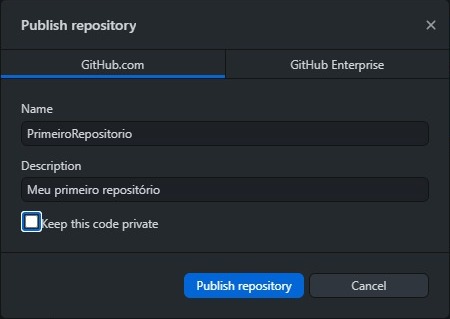 Publish repository
GitHub.com
GitHub Enterprise
Name
PrimeiroRepositorio
Description
Meu primeiro repositório
Keep this code private
Publish repository
Cancel